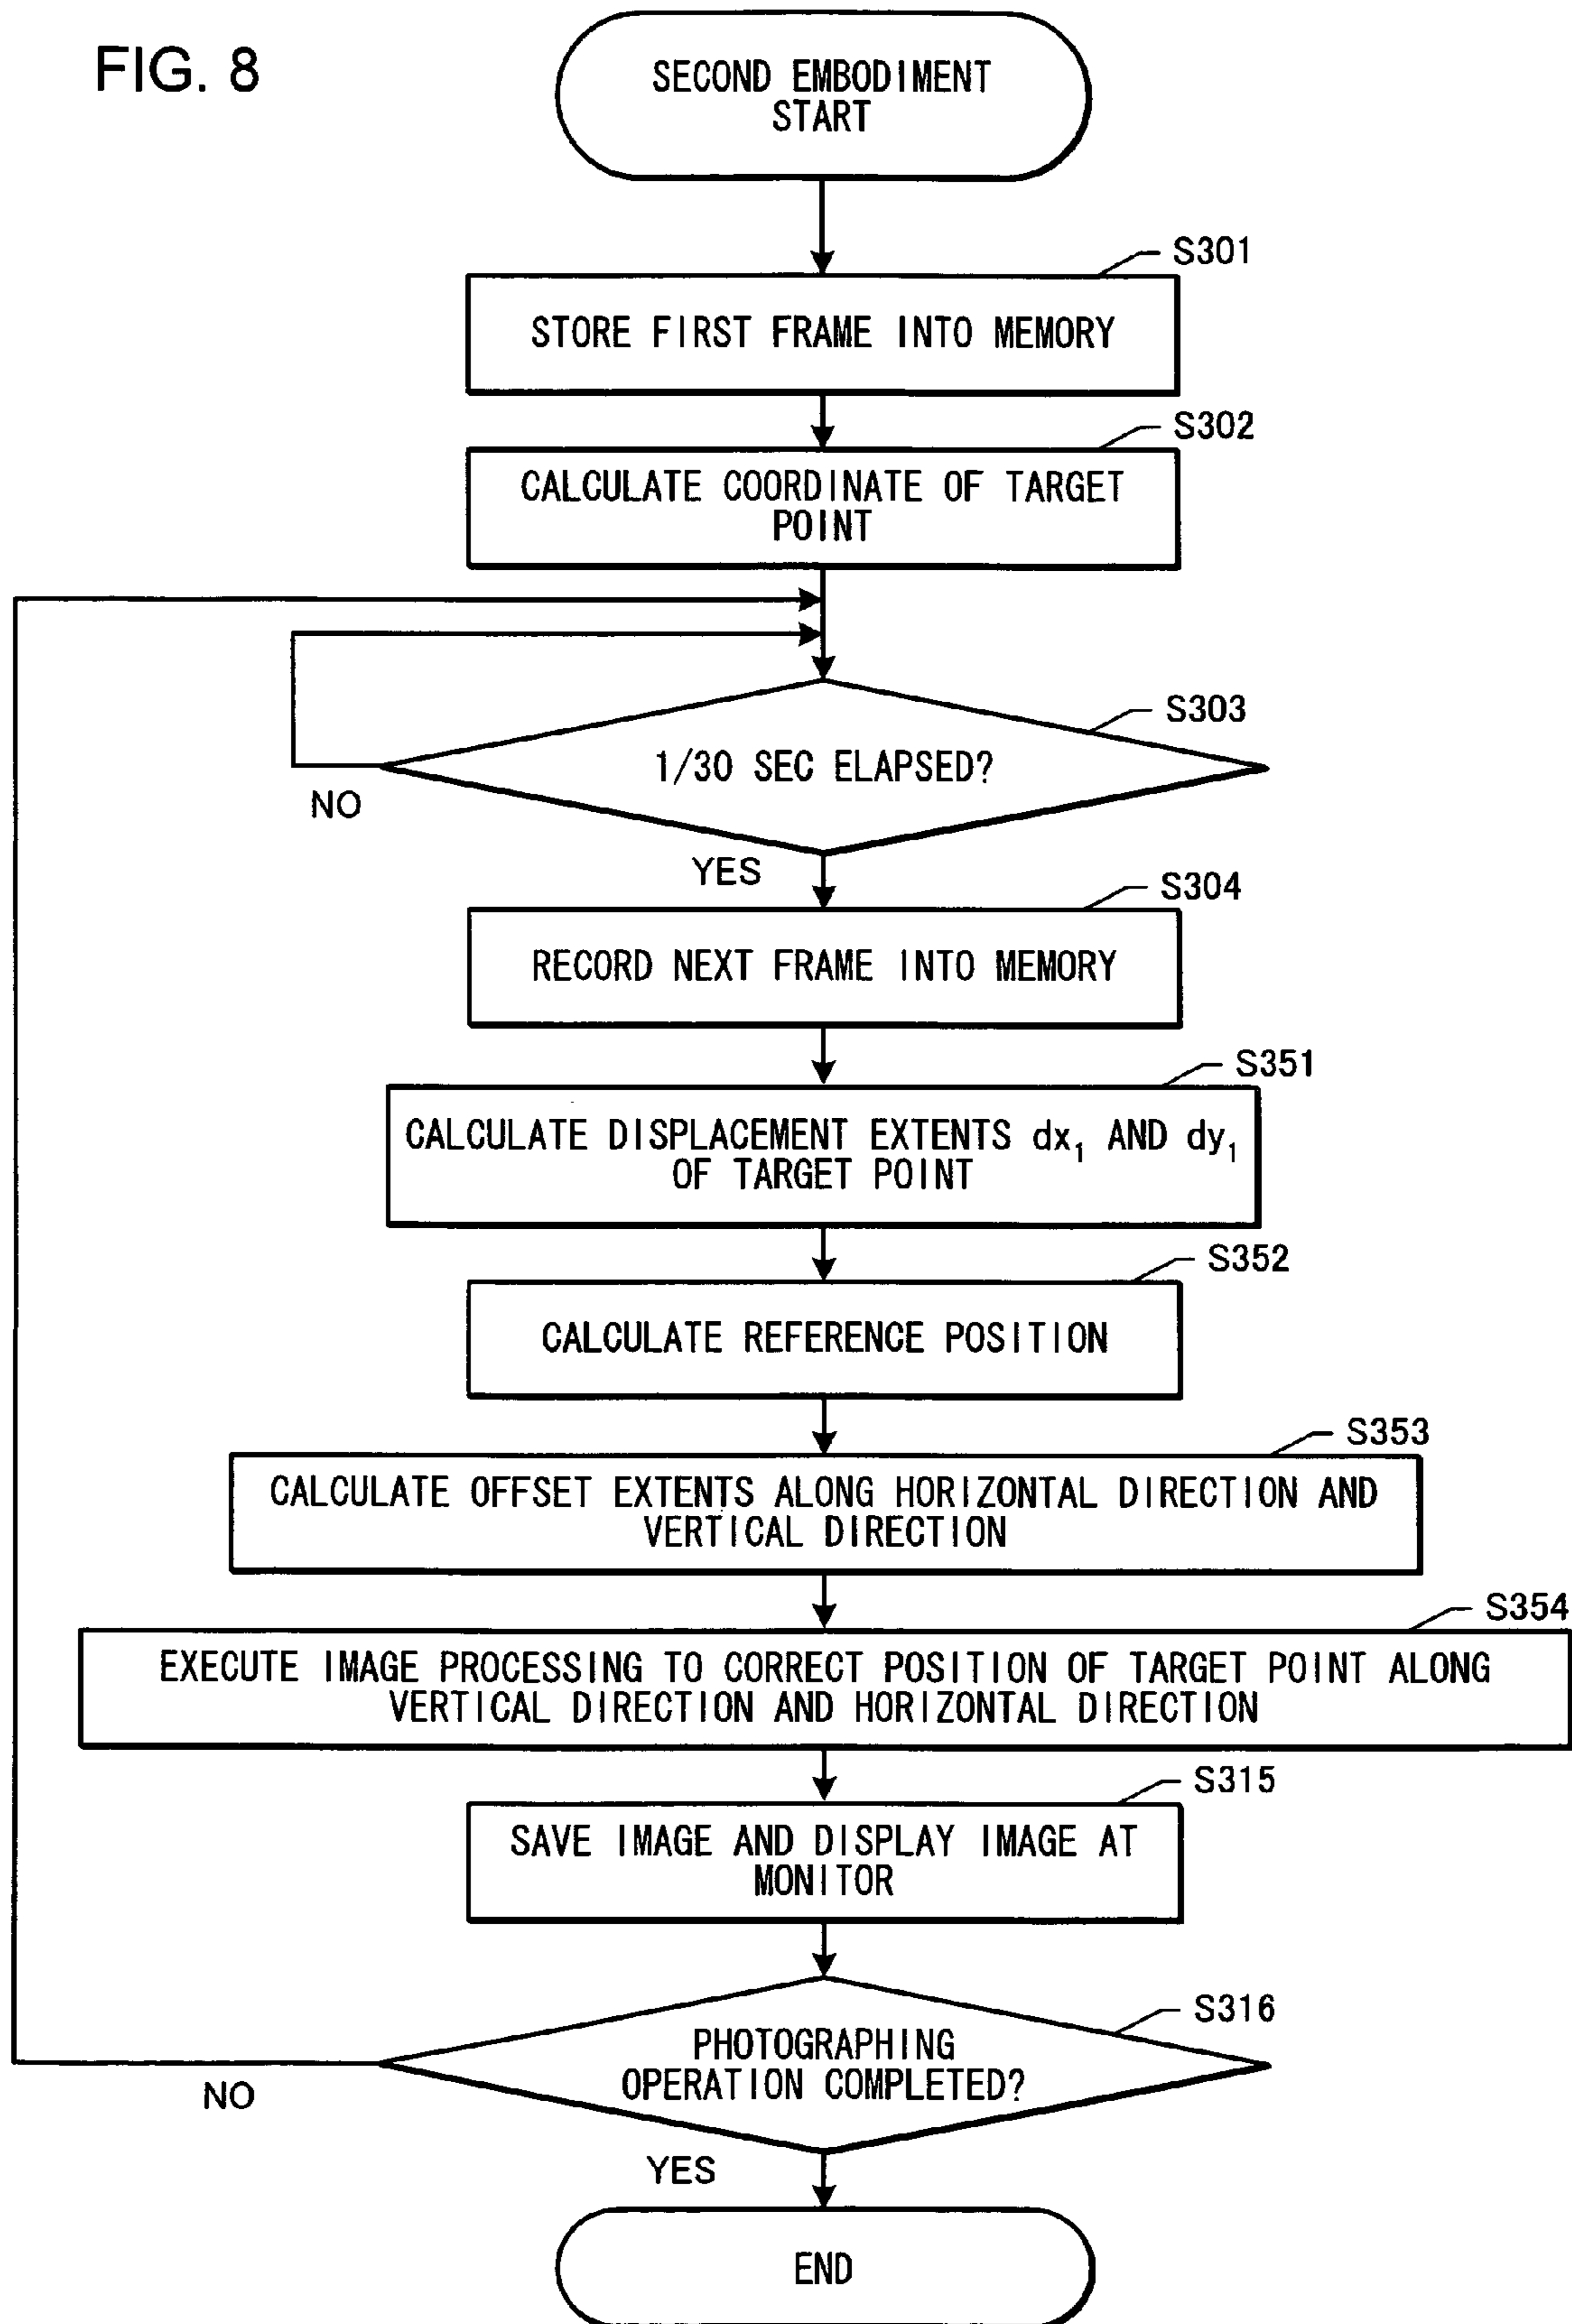 FIG. 8
SECOND EMBODIMENT
START
S301
STORE FIRST FRAME INTO MEMORY
S302
CALCULATE COORDINATE OF TARGET
POINT
S303
1/30 SEC ELAPSED?
NO
YES
S304
RECORD NEXT FRAME INTO MEMORY
S351
CALCULATE DISPLACEMENT EXTENTS dx₁ AND dy₁
OF TARGET POINT
S352
CALCULATE REFERENCE POSITION
S353
CALCULATE OFFSET EXTENTS ALONG HORIZONTAL DIRECTION AND
VERTICAL DIRECTION
S354
EXECUTE IMAGE PROCESSING TO CORRECT POSITION OF TARGET POINT ALONG
VERTICAL DIRECTION AND HORIZONTAL DIRECTION
S315
SAVE IMAGE AND DISPLAY IMAGE AT
MONITOR
S316
PHOTOGRAPHING
OPERATION COMPLETED?
NO
YES
END